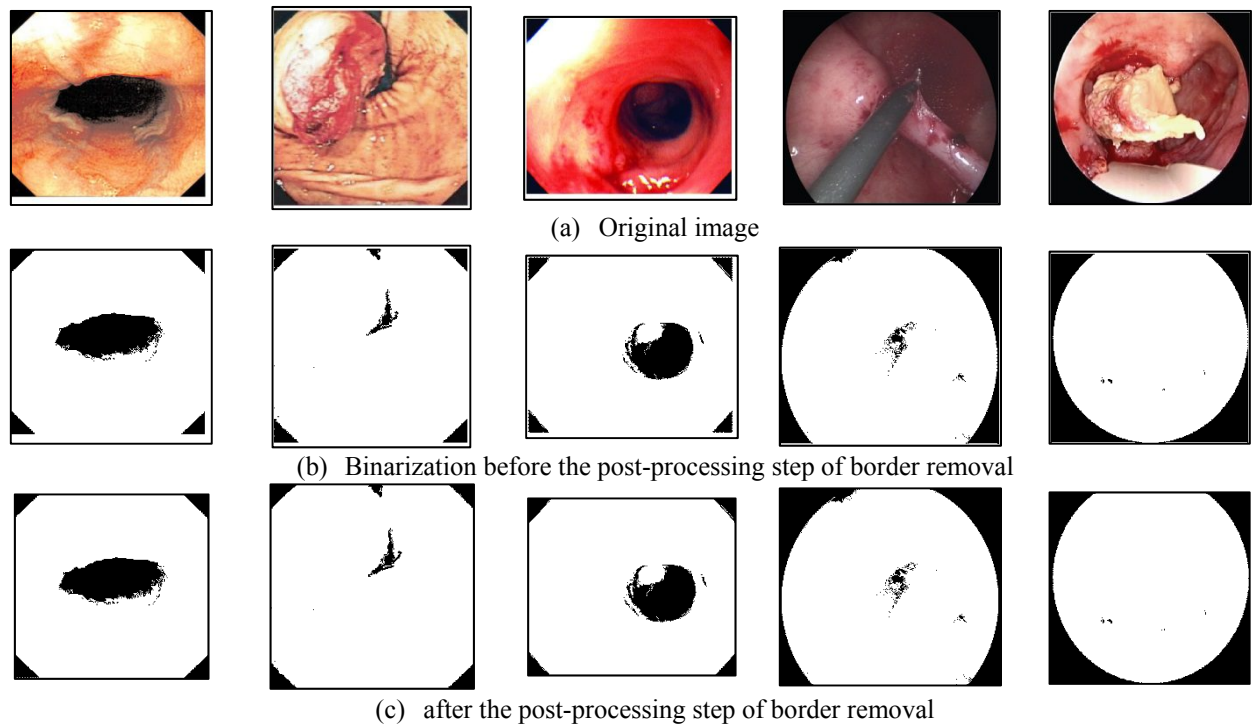 (a) Original image
(b) Binarization before the post-processing step of border removal
(c) after the post-processing step of border removal